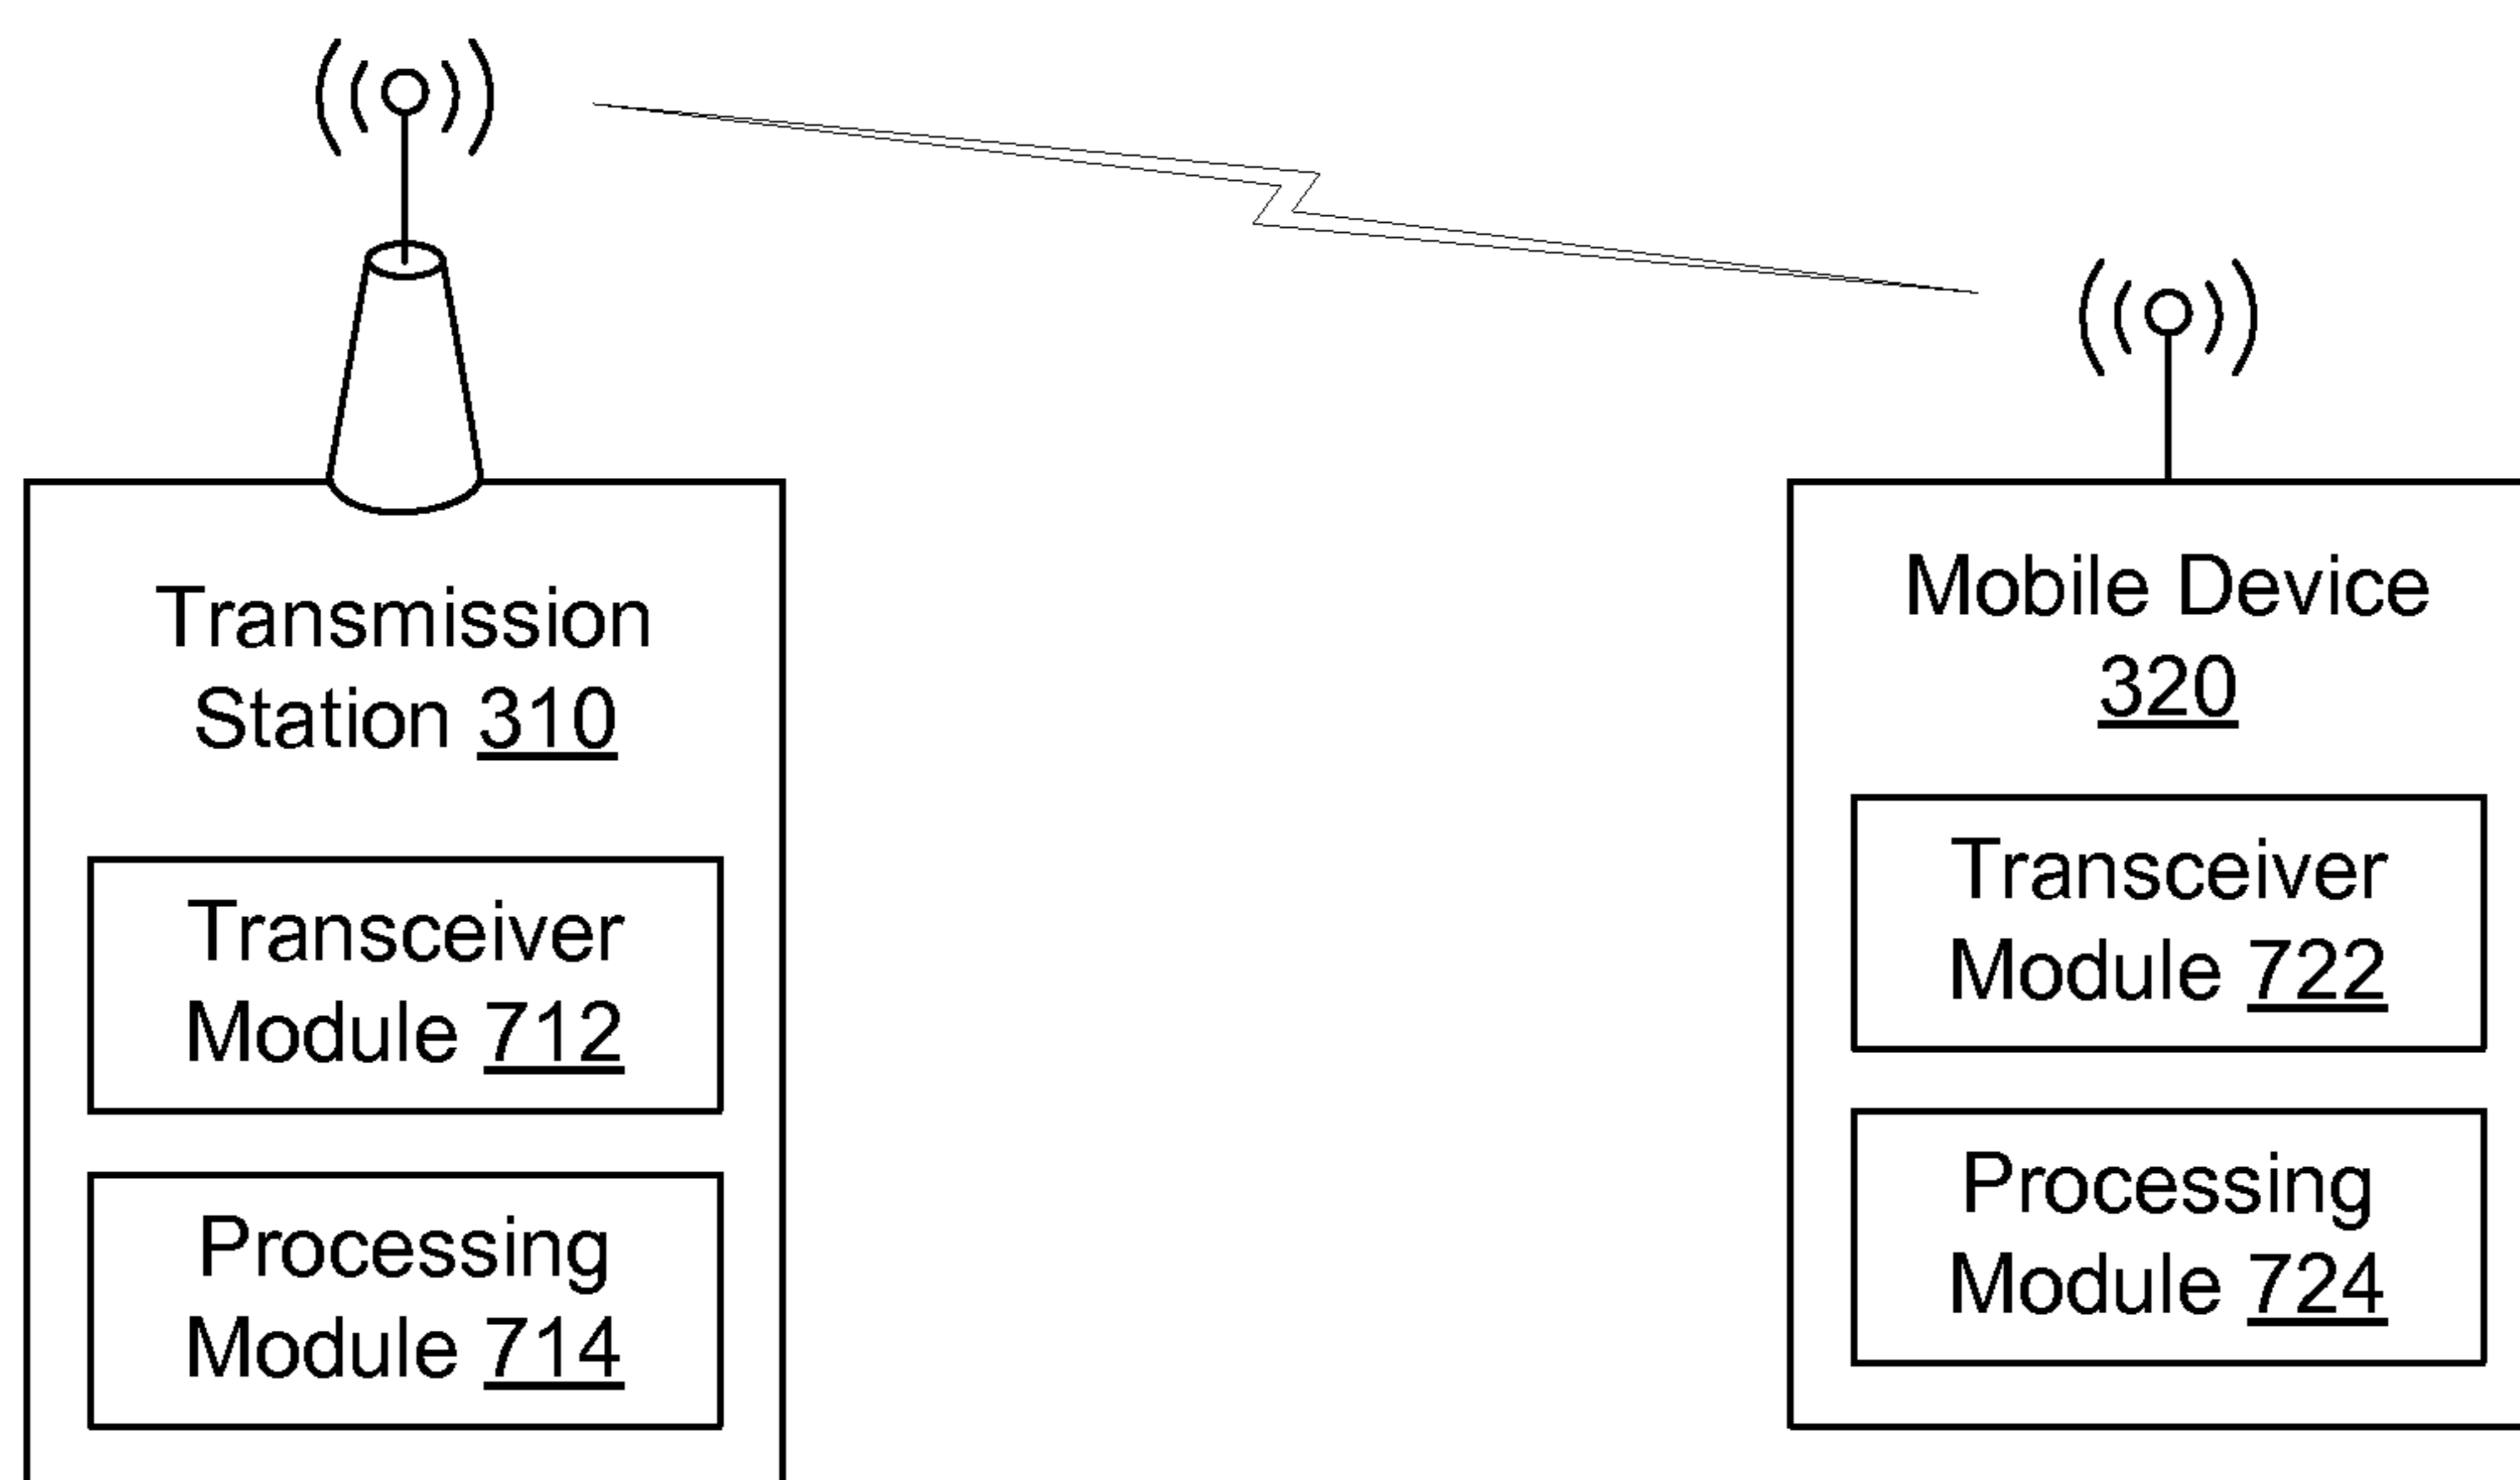 Transmission
Station 310
Transceiver
Module 712
Processing
Module 714
Mobile Device
320
Transceiver
Module 722
Processing
Module 724